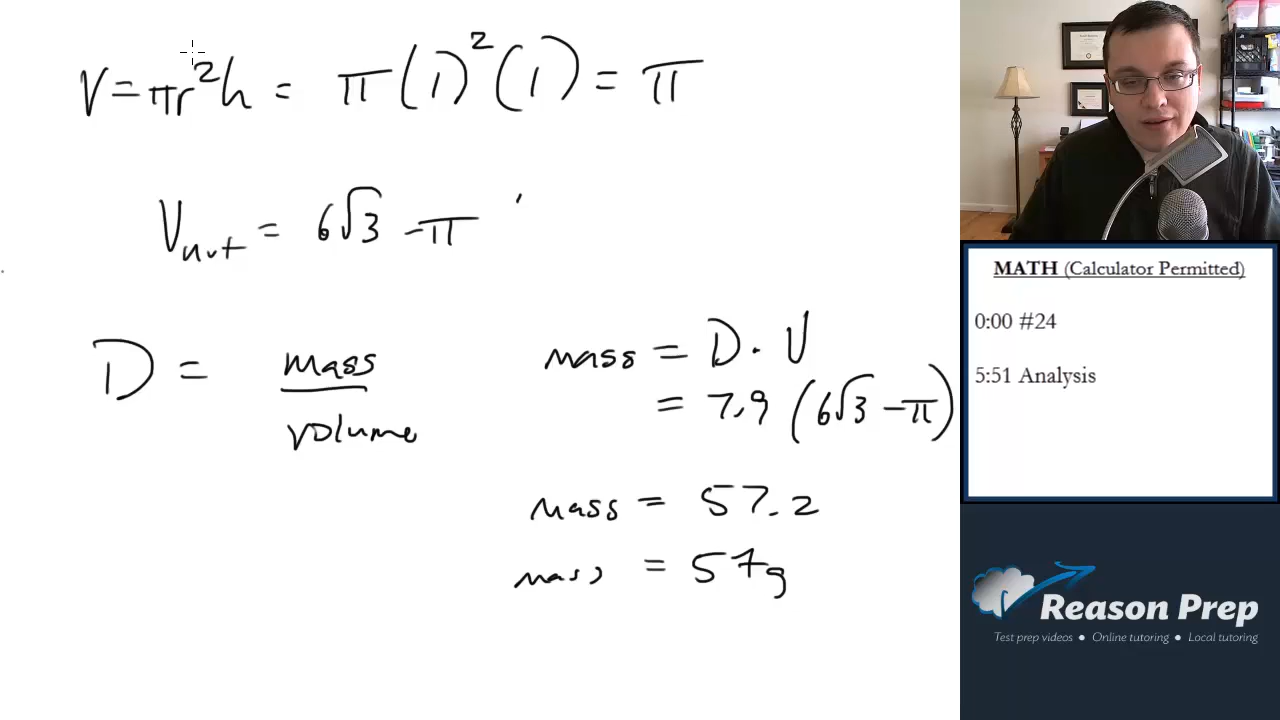 V = πr²h = π(1)²(1) = π
Vnut = 6√3 - π
D = mass / volume
mass = D · V
= 7.9 (6√3 - π)
mass = 57.2
mass = 57g
MATH (Calculator Permitted)
0:00 #24
5:51 Analysis
Reason Prep
Test prep videos ● Online tutoring ● Local tutoring